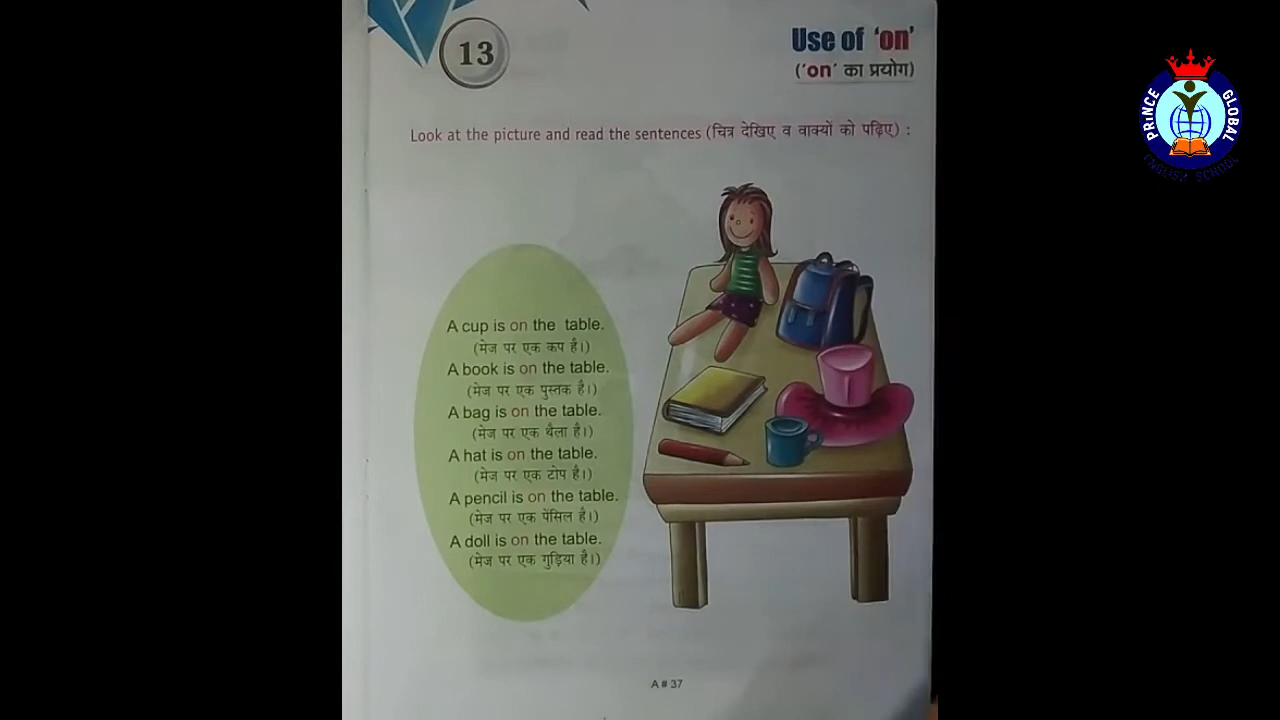 13
Use of 'on'
('on' का प्रयोग)
Look at the picture and read the sentences (चित्र देखिए व वाक्यों को पढ़िए) :
A cup is on the table.
(मेज पर एक कप है।)
A book is on the table.
(मेज पर एक पुस्तक है।)
A bag is on the table.
(मेज पर एक थैला है।)
A hat is on the table.
(मेज पर एक टोप है।)
A pencil is on the table.
(मेज पर एक पेंसिल है।)
A doll is on the table.
(मेज पर एक गुड़िया है।)
A # 37
PRiNCE GLOBAL
ENGLISH SCHOOL